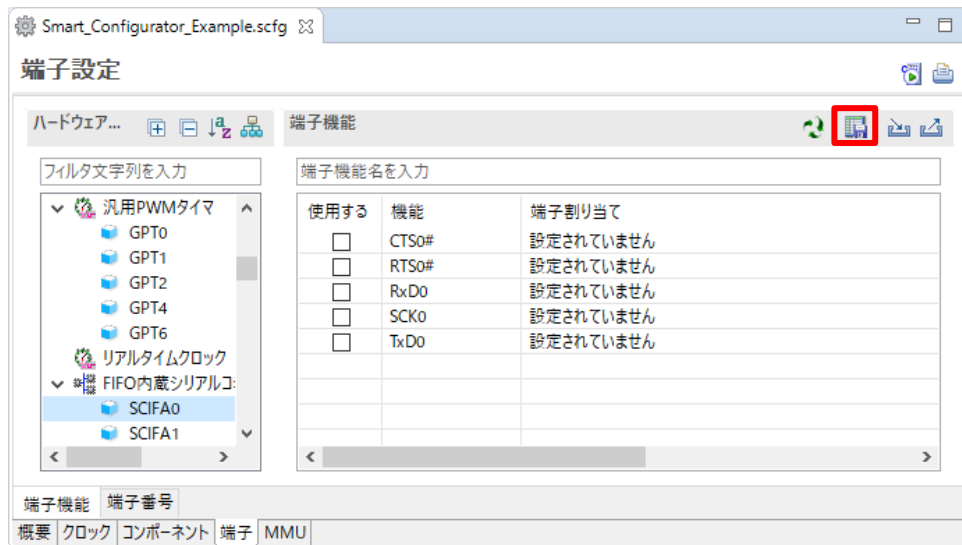 Smart_Configurator_Example.scfg
端子設定
ハードウェア...
端子機能
フィルタ文字列を入力
端子機能名を入力
汎用PWMタイマ
GPT0
GPT1
GPT2
GPT4
GPT6
リアルタイムクロック
FIFO内蔵シリアルコ
SCIFA0
SCIFA1
使用する 機能 端子割り当て
CTS0# 設定されていません
RTS0# 設定されていません
RxD0 設定されていません
SCK0 設定されていません
TxD0 設定されていません
端子機能 端子番号
概要 クロック コンポーネント 端子 MMU